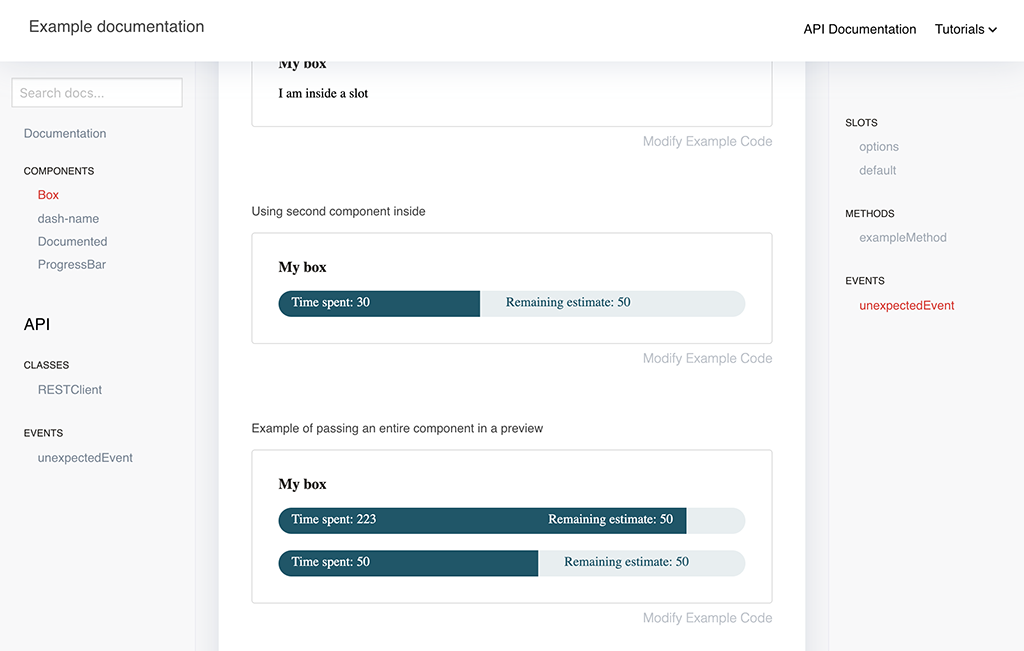 Example documentation
API Documentation
Tutorials
Search docs...
Documentation
COMPONENTS
Box
dash-name
Documented
ProgressBar
API
CLASSES
RESTClient
EVENTS
unexpectedEvent
My box
I am inside a slot
Modify Example Code
Using second component inside
My box
Time spent: 30 Remaining estimate: 50
Modify Example Code
Example of passing an entire component in a preview
My box
Time spent: 223 Remaining estimate: 50
Time spent: 50 Remaining estimate: 50
Modify Example Code
SLOTS
options
default
METHODS
exampleMethod
EVENTS
unexpectedEvent